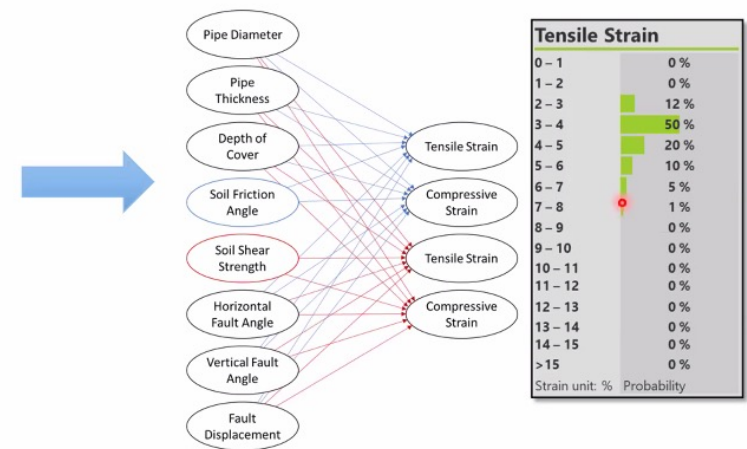 Pipe Diameter
Pipe
Thickness
Depth of
Cover
Soil Friction
Angle
Soil Shear
Strength
Horizontal
Fault Angle
Vertical Fault
Angle
Fault
Displacement
Tensile Strain
Compressive
Strain
Tensile Strain
Compressive
Strain
Tensile Strain
0 – 1 0 %
1 – 2 0 %
2 – 3 12 %
3 – 4 50 %
4 – 5 20 %
5 – 6 10 %
6 – 7 5 %
7 – 8 1 %
8 – 9 0 %
9 – 10 0 %
10 – 11 0 %
11 – 12 0 %
12 – 13 0 %
13 – 14 0 %
14 – 15 0 %
>15 0 %
Strain unit: % Probability